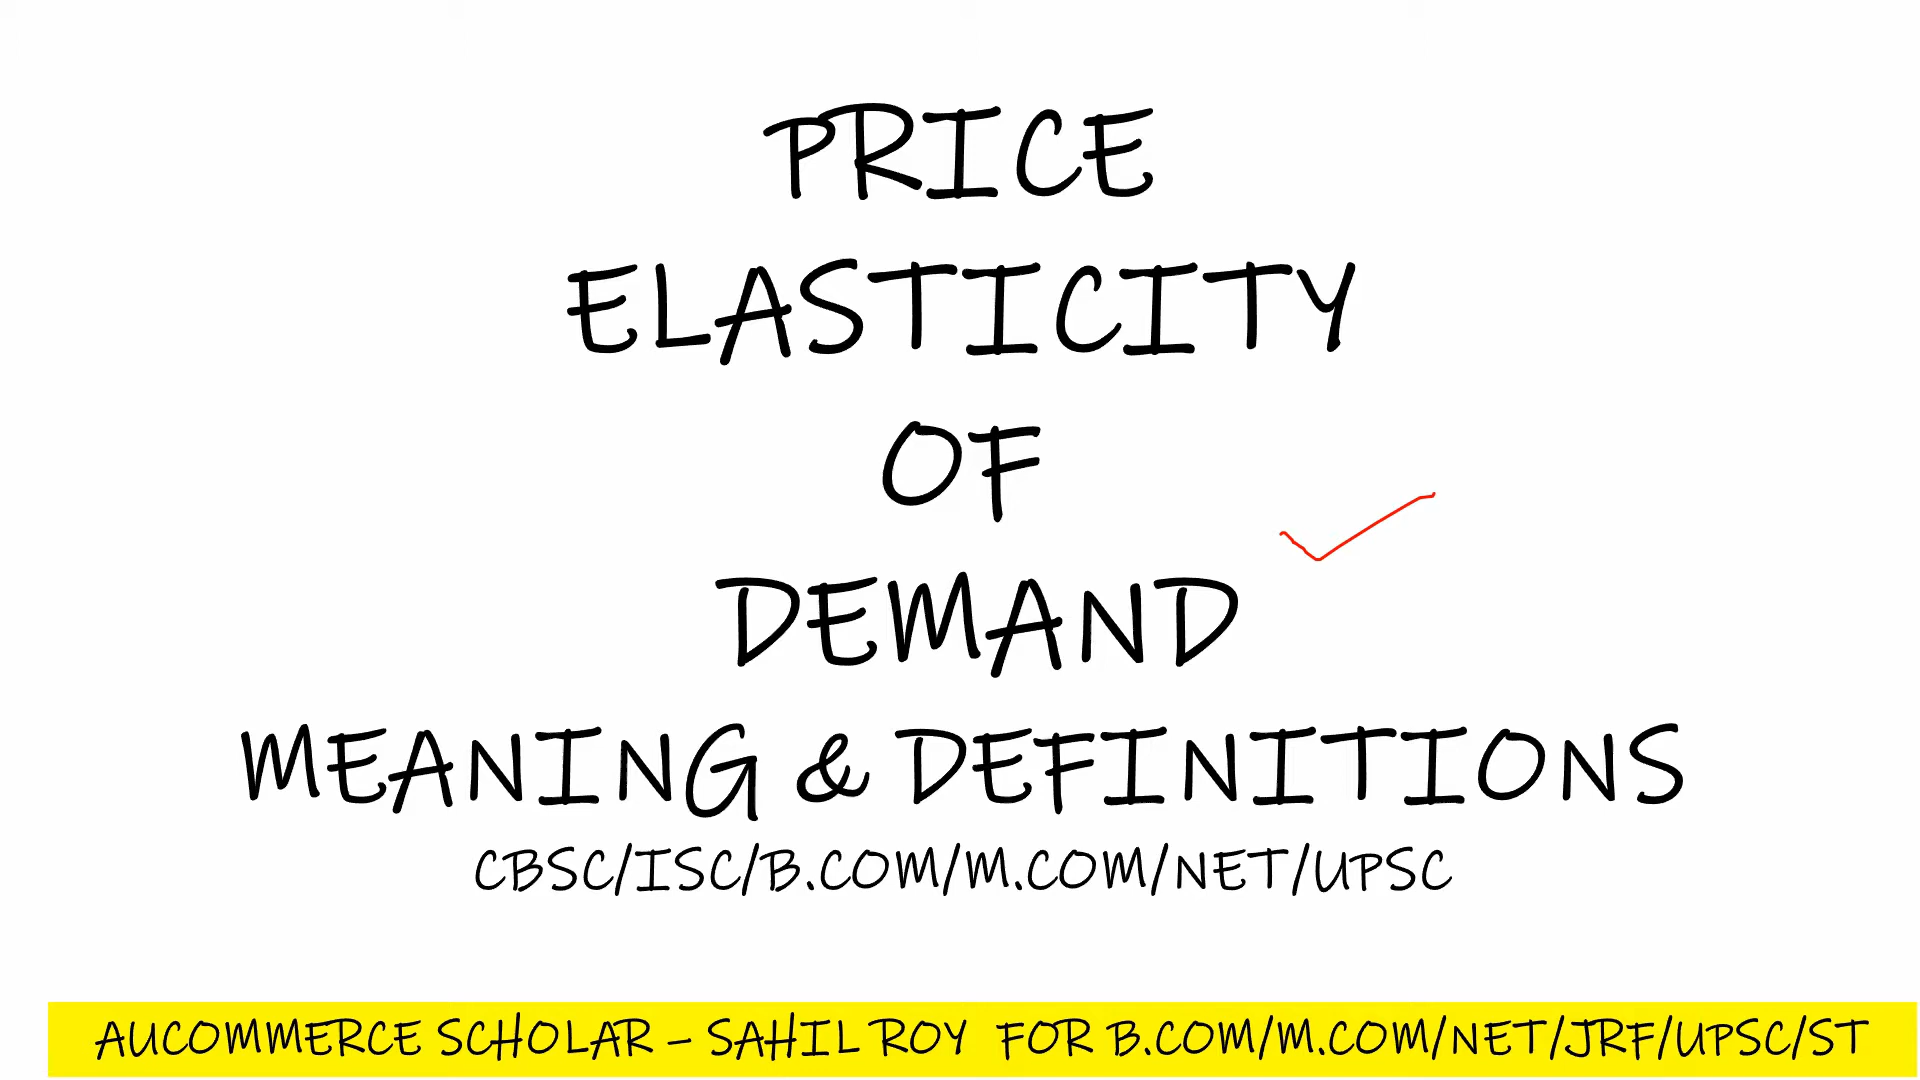 PRICE
ELASTICITY
OF
DEMAND
MEANING & DEFINITIONS
CBSC/ISC/B.COM/M.COM/NET/UPSC
AUCOMMERCE SCHOLAR – SAHIL ROY FOR B.COM/M.COM/NET/JRF/UPSC/ST